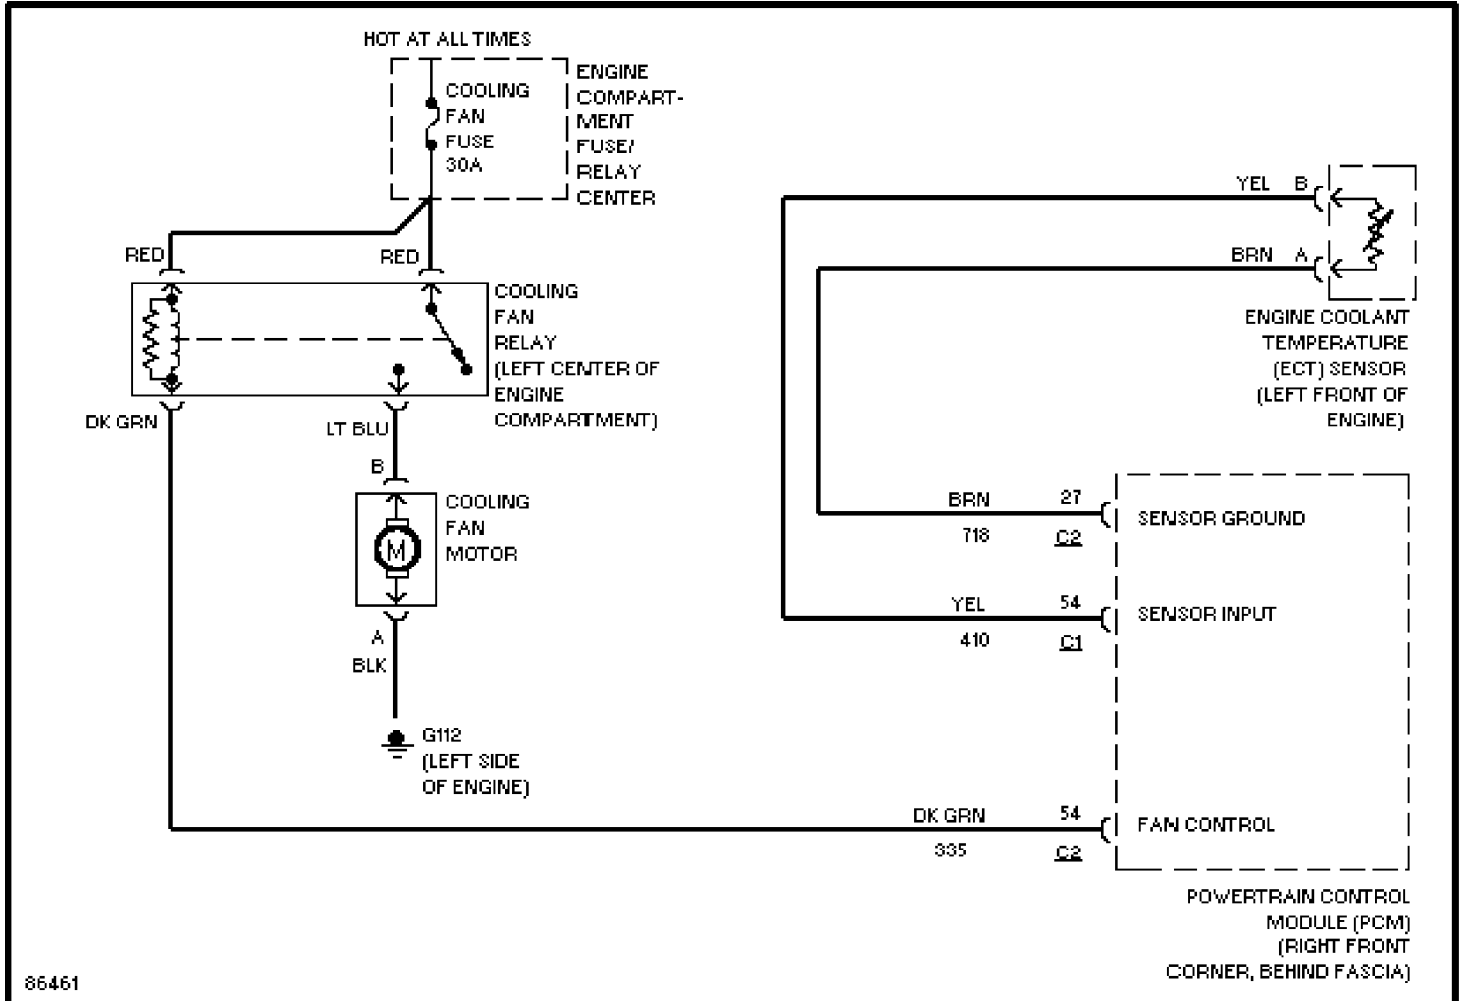 HOT AT ALL TIMES
COOLING
FAN
FUSE
30A
ENGINE
COMPART-
MENT
FUSE/
RELAY
CENTER
RED
RED
COOLING
FAN
RELAY
(LEFT CENTER OF
ENGINE
COMPARTMENT)
DK GRN
LT BLU
B
COOLING
FAN
MOTOR
M
A
BLK
G112
(LEFT SIDE
OF ENGINE)
YEL B
BRN A
ENGINE COOLANT
TEMPERATURE
(ECT) SENSOR
(LEFT FRONT OF
ENGINE)
BRN 27
718 C2
SENSOR GROUND
YEL 54
410 C1
SENSOR INPUT
DK GRN 54
335 C2
FAN CONTROL
POWERTRAIN CONTROL
MODULE (PCM)
(RIGHT FRONT
CORNER, BEHIND FASCIA)
86461